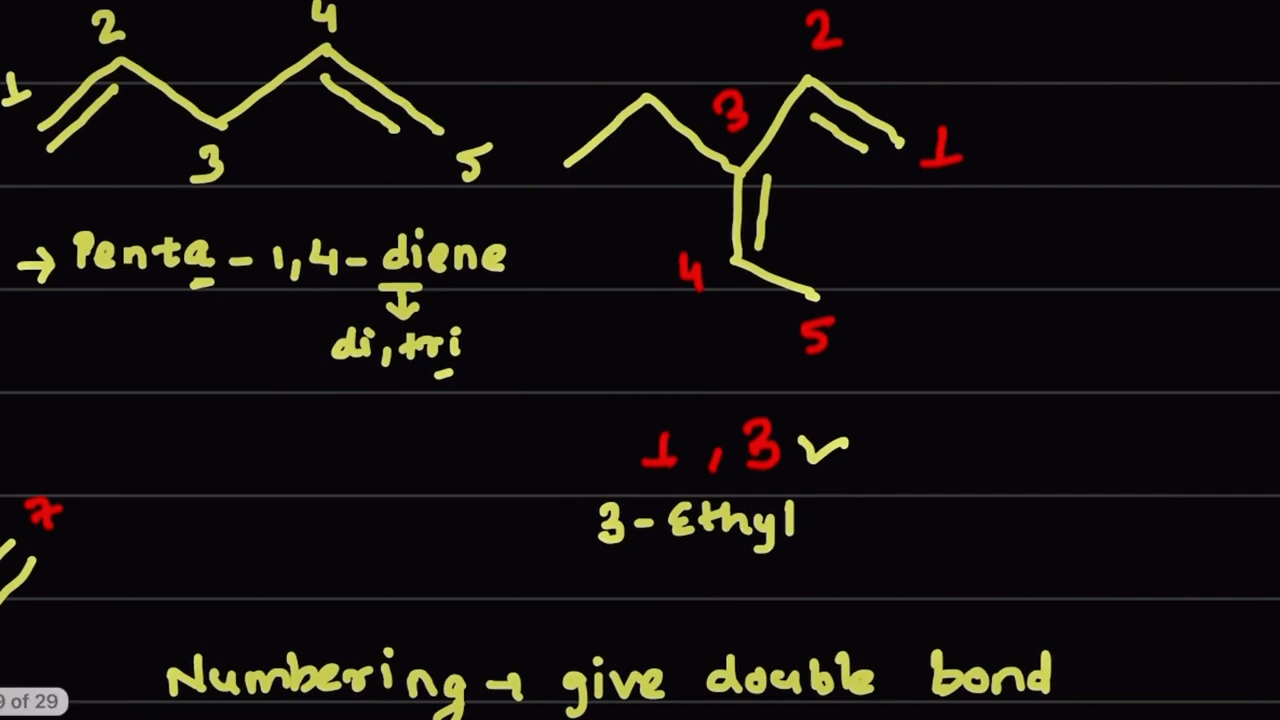 2 4
1
3 5
→ Penta - 1,4 - diene
↓
di, tri
2
3
1
4
5
1, 3 ✓
3 - Ethyl
7
Numbering → give double bond
9 of 29